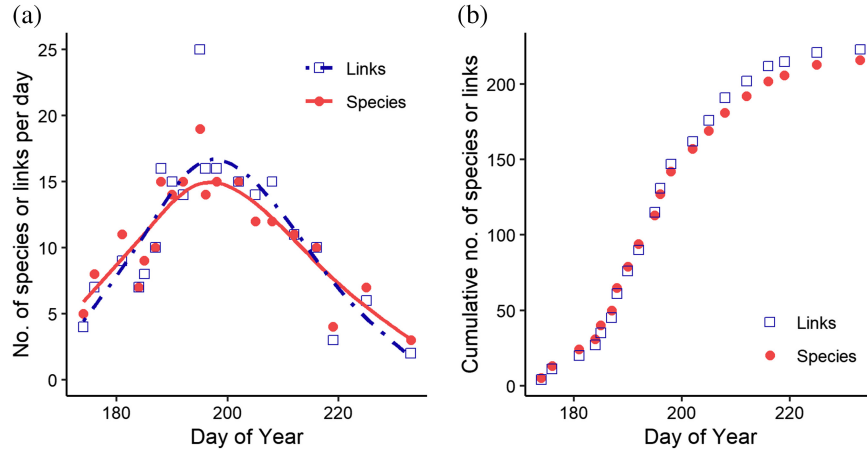 (a)
No. of species or links per day
25
20
15
10
5
0
Links
Species
180
200
220
Day of Year
(b)
Cumulative no. of species or links
200
150
100
50
0
Links
Species
180
200
220
Day of Year